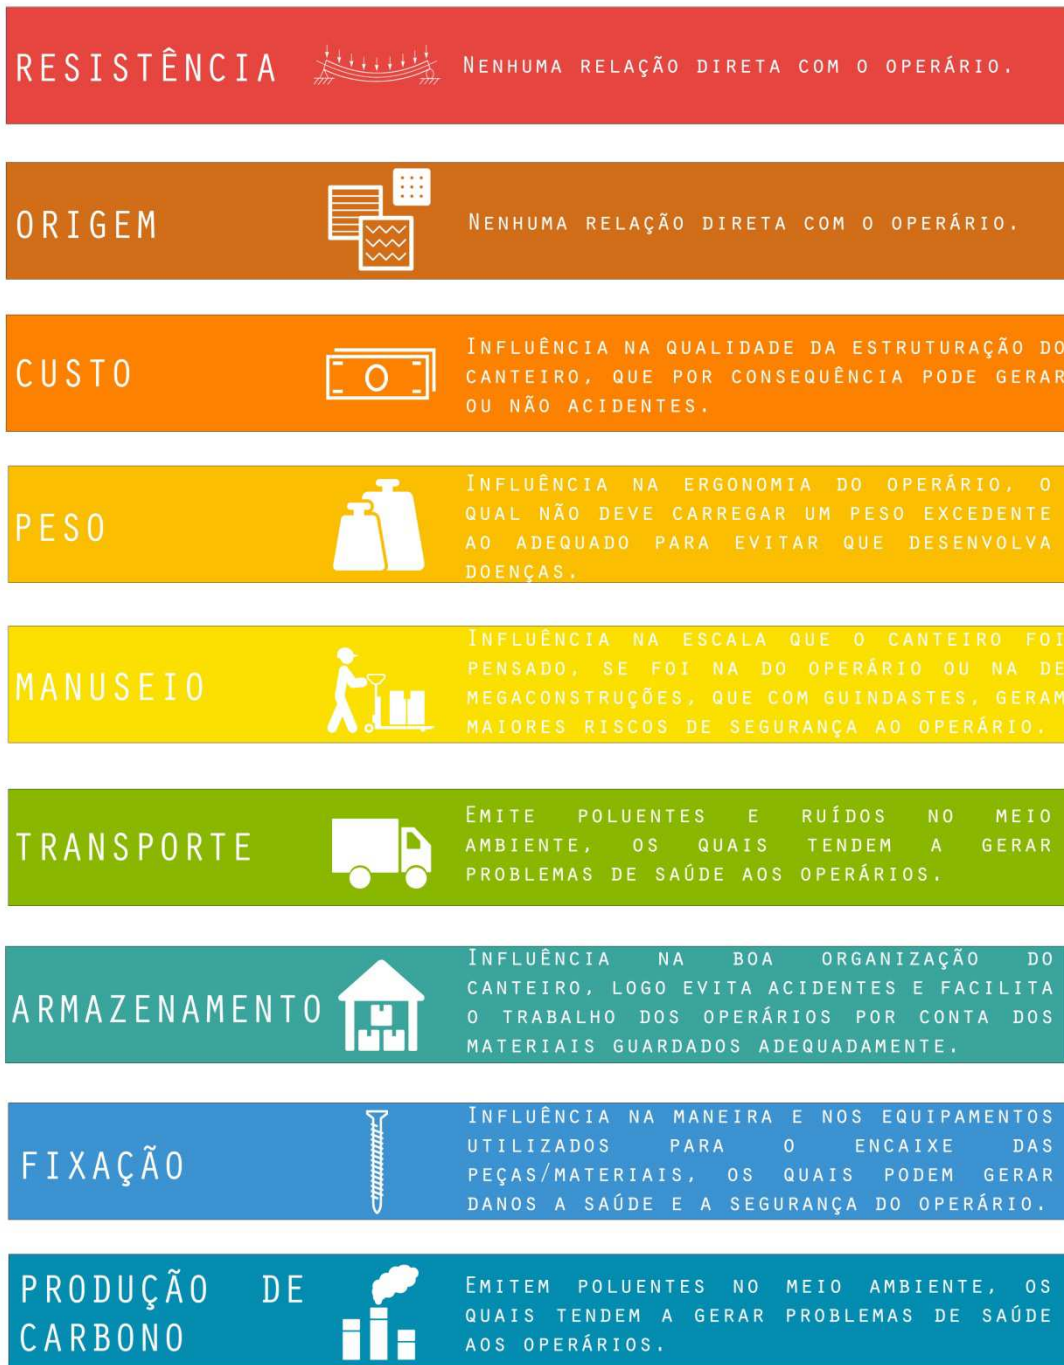 RESISTÊNCIA
NENHUMA RELAÇÃO DIRETA COM O OPERÁRIO.
ORIGEM
NENHUMA RELAÇÃO DIRETA COM O OPERÁRIO.
CUSTO
INFLUÊNCIA NA QUALIDADE DA ESTRUTURAÇÃO DO
CANTEIRO, QUE POR CONSEQUÊNCIA PODE GERAR
OU NÃO ACIDENTES.
PESO
INFLUÊNCIA NA ERGONOMIA DO OPERÁRIO, O
QUAL NÃO DEVE CARREGAR UM PESO EXCEDENTE
AO ADEQUADO PARA EVITAR QUE DESENVOLVA
DOENÇAS.
MANUSEIO
INFLUÊNCIA NA ESCALA QUE O CANTEIRO FOI
PENSADO, SE FOI NA DO OPERÁRIO OU NA DE
MEGACONSTRUÇÕES, QUE COM GUINDASTES, GERAM
MAIORES RISCOS DE SEGURANÇA AO OPERÁRIO.
TRANSPORTE
EMITE POLUENTES E RUÍDOS NO MEIO
AMBIENTE, OS QUAIS TENDEM A GERAR
PROBLEMAS DE SAÚDE AOS OPERÁRIOS.
ARMAZENAMENTO
INFLUÊNCIA NA BOA ORGANIZAÇÃO DO
CANTEIRO, LOGO EVITA ACIDENTES E FACILITA
O TRABALHO DOS OPERÁRIOS POR CONTA DOS
MATERIAIS GUARDADOS ADEQUADAMENTE.
FIXAÇÃO
INFLUÊNCIA NA MANEIRA E NOS EQUIPAMENTOS
UTILIZADOS PARA O ENCAIXE DAS
PEÇAS/MATERIAIS, OS QUAIS PODEM GERAR
DANOS A SAÚDE E A SEGURANÇA DO OPERÁRIO.
PRODUÇÃO DE
CARBONO
EMITEM POLUENTES NO MEIO AMBIENTE, OS
QUAIS TENDEM A GERAR PROBLEMAS DE SAÚDE
AOS OPERÁRIOS.